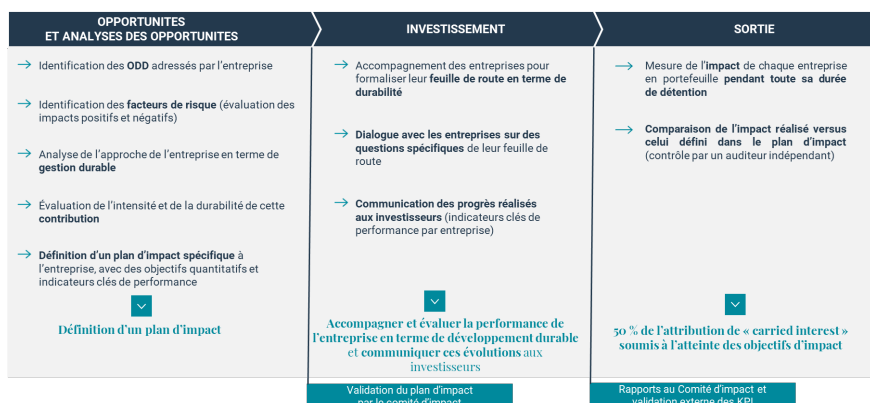 OPPORTUNITES
ET ANALYSES DES OPPORTUNITES
→ Identification des ODD adressés par l'entreprise
→ Identification des facteurs de risque (évaluation des
impacts positifs et négatifs)
→ Analyse de l'approche de l'entreprise en terme de
gestion durable
→ Évaluation de l'intensité et de la durabilité de cette
contribution
→ Définition d'un plan d'impact spécifique à
l'entreprise, avec des objectifs quantitatifs et
indicateurs clés de performance
Définition d'un plan d'impact
INVESTISSEMENT
→ Accompagnement des entreprises pour
formaliser leur feuille de route en terme de
durabilité
→ Dialogue avec les entreprises sur des
questions spécifiques de leur feuille de
route
→ Communication des progrès réalisés
aux investisseurs (indicateurs clés de
performance par entreprise)
Accompagner et évaluer la performance de
l'entreprise en terme de développement durable
et communiquer ces évolutions aux
investisseurs
Validation du plan d'impact
par le comité d'impact
SORTIE
→ Mesure de l'impact de chaque entreprise
en portefeuille pendant toute sa durée
de détention
→ Comparaison de l'impact réalisé versus
celui défini dans le plan d'impact
(contrôle par un auditeur indépendant)
50 % de l'attribution de « carried interest »
soumis à l'atteinte des objectifs d'impact
Rapports au Comité d'impact et
validation externe des KPI